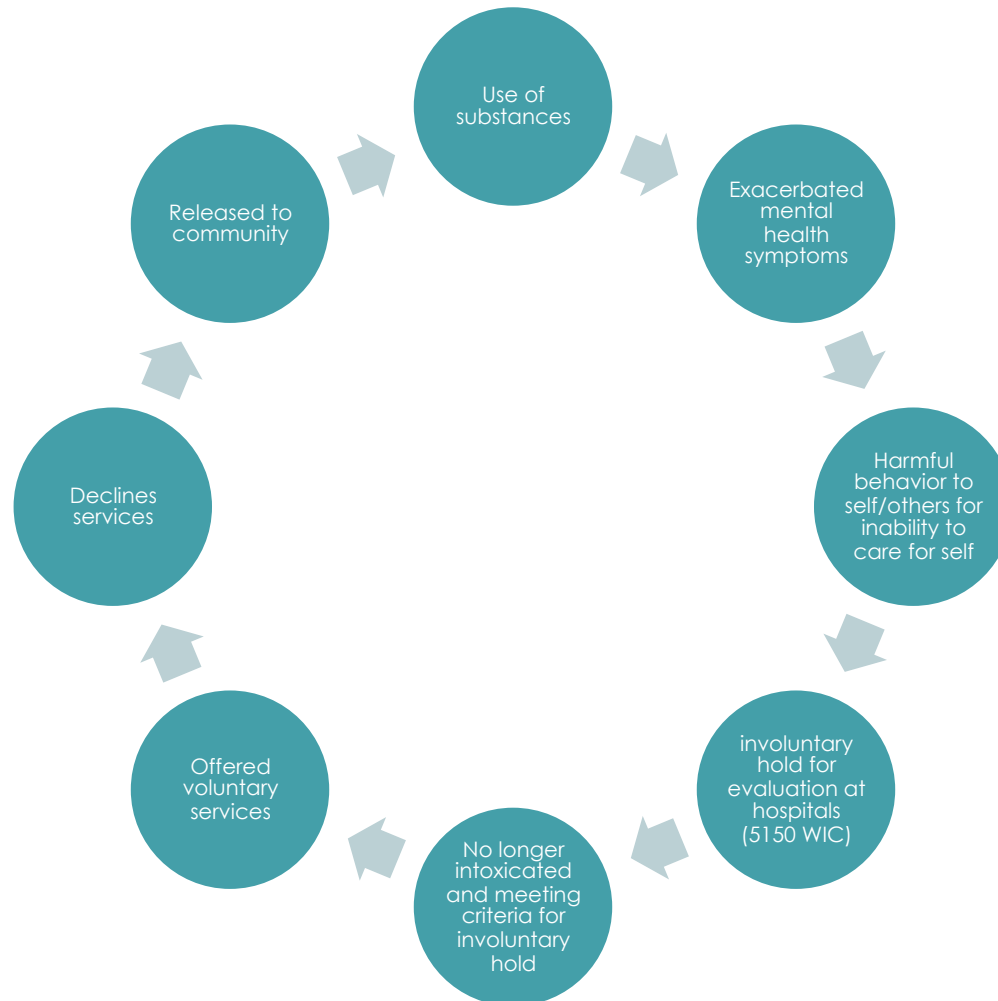 Use of
substances
Exacerbated
mental
health
symptoms
Harmful
behavior to
self/others for
inability to
care for self
involuntary
hold for
evaluation at
hospitals
(5150 WIC)
No longer
intoxicated
and meeting
criteria for
involuntary
hold
Offered
voluntary
services
Declines
services
Released to
community